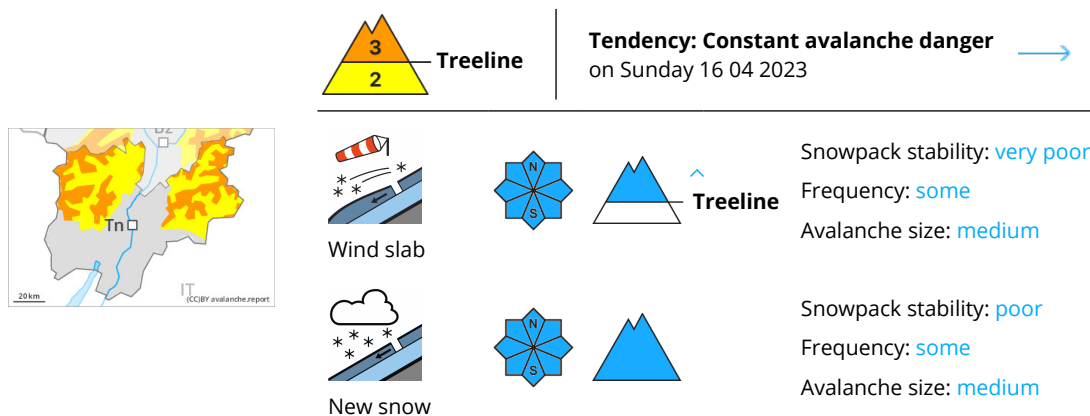 3
2
Treeline
Tendency: Constant avalanche danger
on Sunday 16 04 2023
BZ
Tn
IT
20 km
(CC)BY avalanche.report
N
S
Treeline
Snowpack stability: very poor
Frequency: some
Avalanche size: medium
Wind slab
N
S
Snowpack stability: poor
Frequency: some
Avalanche size: medium
New snow